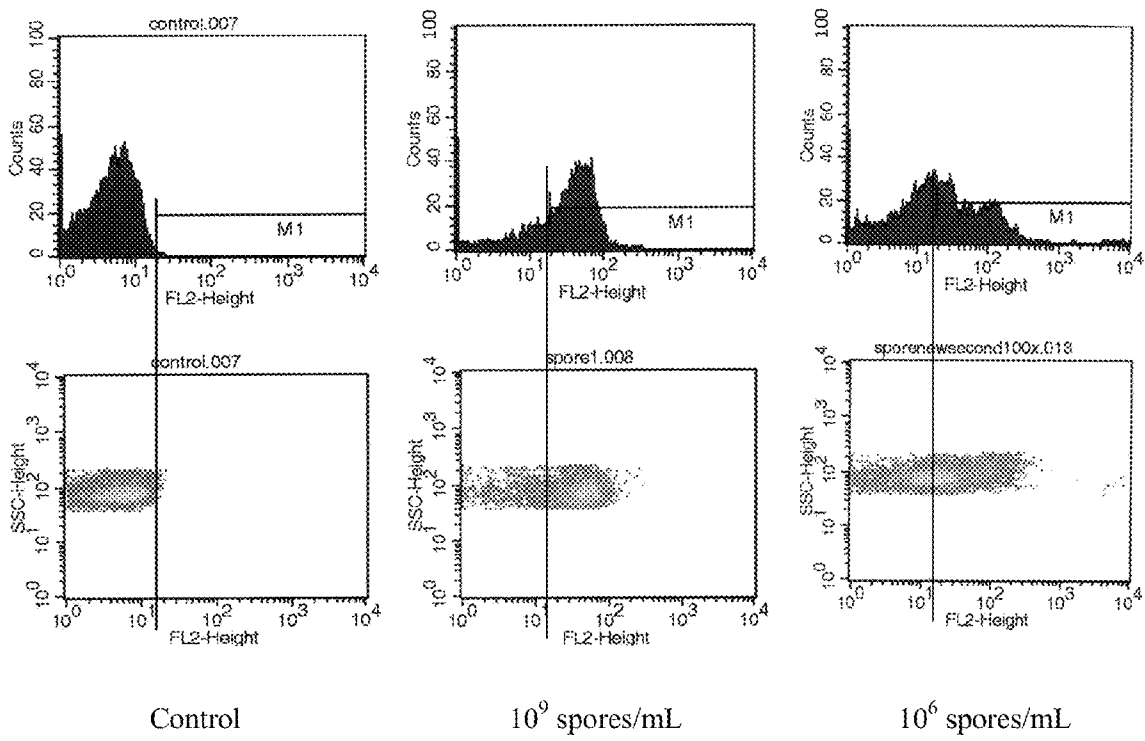 control.007
100
80
60
40
20
0
Counts
M1
10^0 10^1 10^2 10^3 10^4
FL2-Height
100
80
60
40
20
0
Counts
M1
10^0 10^1 10^2 10^3 10^4
FL2-Height
100
80
60
40
20
0
Counts
M1
10^0 10^1 10^2 10^3 10^4
FL2-Height
control.007
10^4
10^3
10^2
10^1
10^0
SSC-Height
10^0 10^1 10^2 10^3 10^4
FL2-Height
spore1.008
10^4
10^3
10^2
10^1
10^0
SSC-Height
10^0 10^1 10^2 10^3 10^4
FL2-Height
sporenewsecond100x.013
10^4
10^3
10^2
10^1
10^0
SSC-Height
10^0 10^1 10^2 10^3 10^4
FL2-Height
Control
10^9 spores/mL
10^6 spores/mL